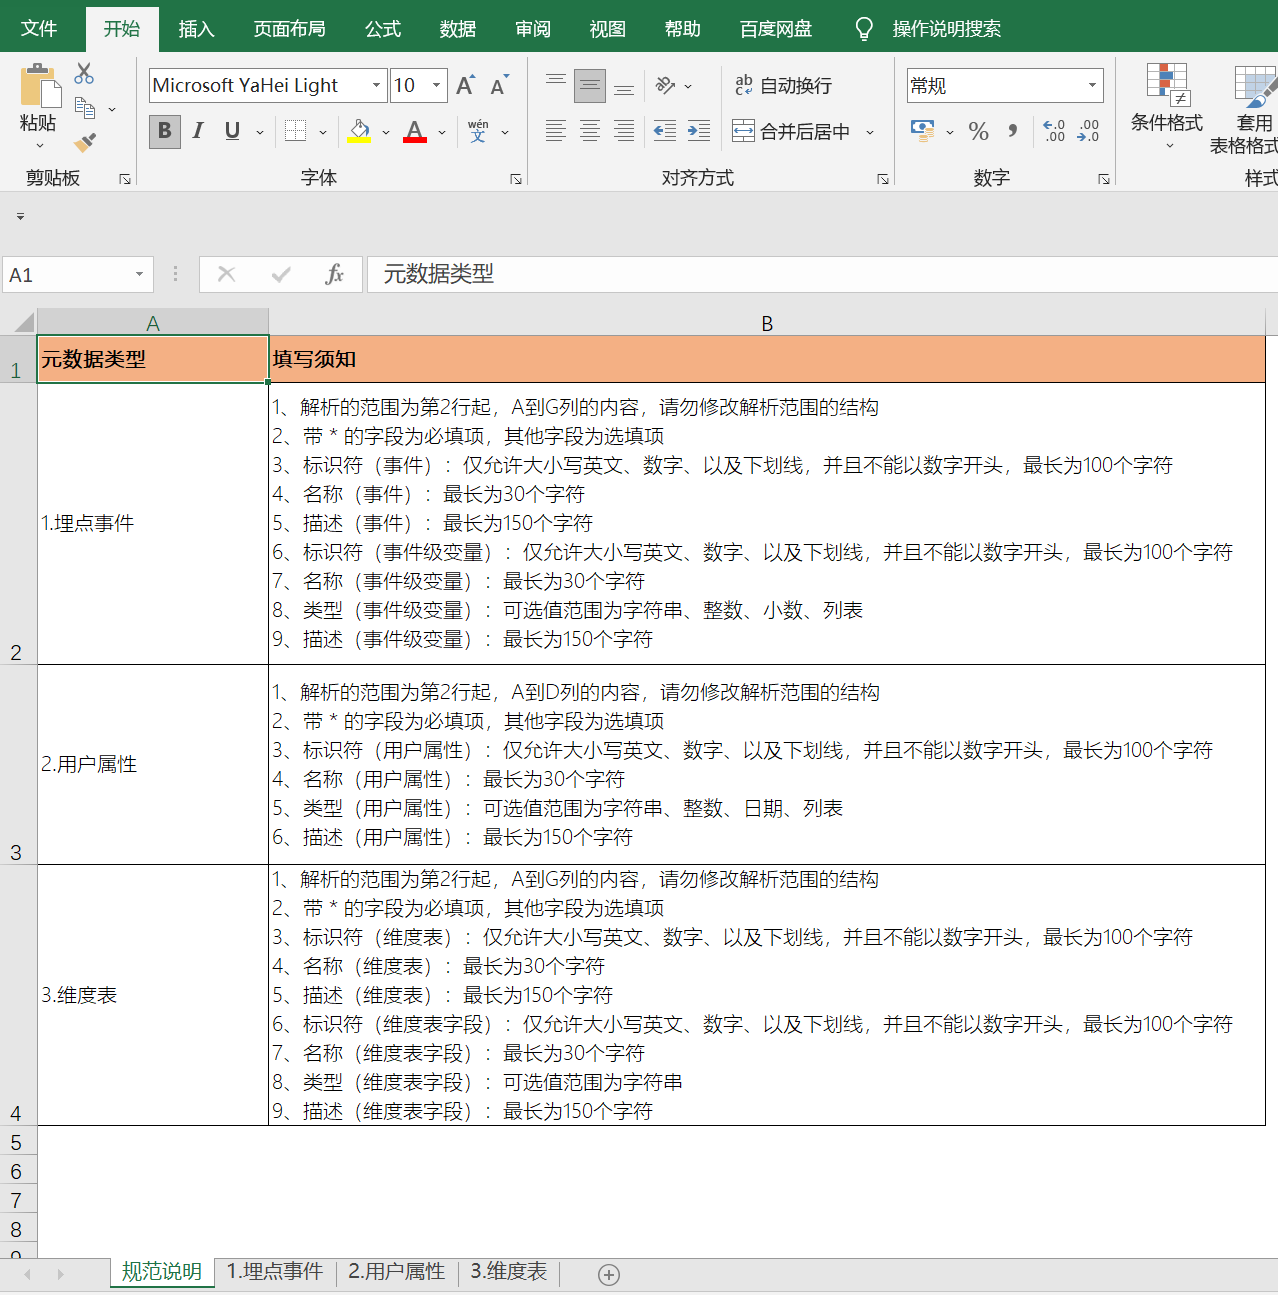 文件 开始 插入 页面布局 公式 数据 审阅 视图 帮助 百度网盘 操作说明搜索
Microsoft YaHei Light 10 A A ab c 自动换行 常规
粘贴 B I U A wén 文 合并后居中 % , .00 .0 条件格式 套用
表格格式
剪贴板 字体 对齐方式 数字 样式
A1 fx 元数据类型
A B
1 元数据类型 填写须知
1、解析的范围为第2行起，A到G列的内容，请勿修改解析范围的结构
2、带 * 的字段为必填项，其他字段为选填项
3、标识符（事件）：仅允许大小写英文、数字、以及下划线，并且不能以数字开头，最长为100个字符
4、名称（事件）：最长为30个字符
1.埋点事件
5、描述（事件）：最长为150个字符
6、标识符（事件级变量）：仅允许大小写英文、数字、以及下划线，并且不能以数字开头，最长为100个字符
7、名称（事件级变量）：最长为30个字符
8、类型（事件级变量）：可选值范围为字符串、整数、小数、列表
9、描述（事件级变量）：最长为150个字符
2
1、解析的范围为第2行起，A到D列的内容，请勿修改解析范围的结构
2、带 * 的字段为必填项，其他字段为选填项
3、标识符（用户属性）：仅允许大小写英文、数字、以及下划线，并且不能以数字开头，最长为100个字符
2.用户属性
4、名称（用户属性）：最长为30个字符
5、类型（用户属性）：可选值范围为字符串、整数、日期、列表
6、描述（用户属性）：最长为150个字符
3
1、解析的范围为第2行起，A到G列的内容，请勿修改解析范围的结构
2、带 * 的字段为必填项，其他字段为选填项
3、标识符（维度表）：仅允许大小写英文、数字、以及下划线，并且不能以数字开头，最长为100个字符
4、名称（维度表）：最长为30个字符
3.维度表
5、描述（维度表）：最长为150个字符
6、标识符（维度表字段）：仅允许大小写英文、数字、以及下划线，并且不能以数字开头，最长为100个字符
7、名称（维度表字段）：最长为30个字符
8、类型（维度表字段）：可选值范围为字符串
9、描述（维度表字段）：最长为150个字符
4
5
6
7
8
9
规范说明 1.埋点事件 2.用户属性 3.维度表